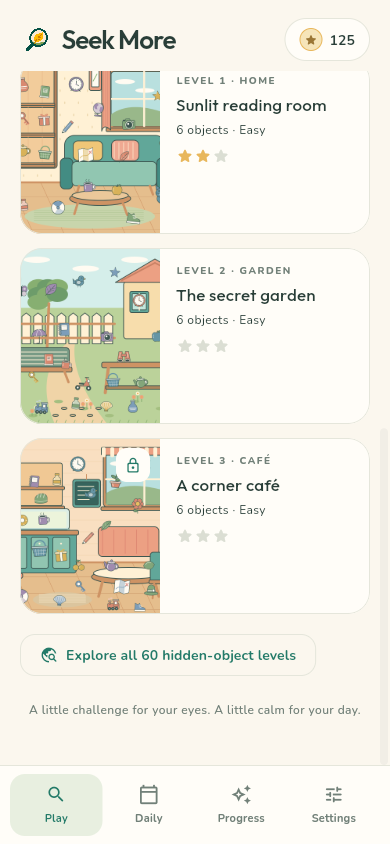 Seek More
125
LEVEL 1 · HOME
Sunlit reading room
6 objects · Easy
LEVEL 2 · GARDEN
The secret garden
6 objects · Easy
LEVEL 3 · CAFÉ
A corner café
6 objects · Easy
Explore all 60 hidden-object levels
A little challenge for your eyes. A little calm for your day.
Play
Daily
Progress
Settings